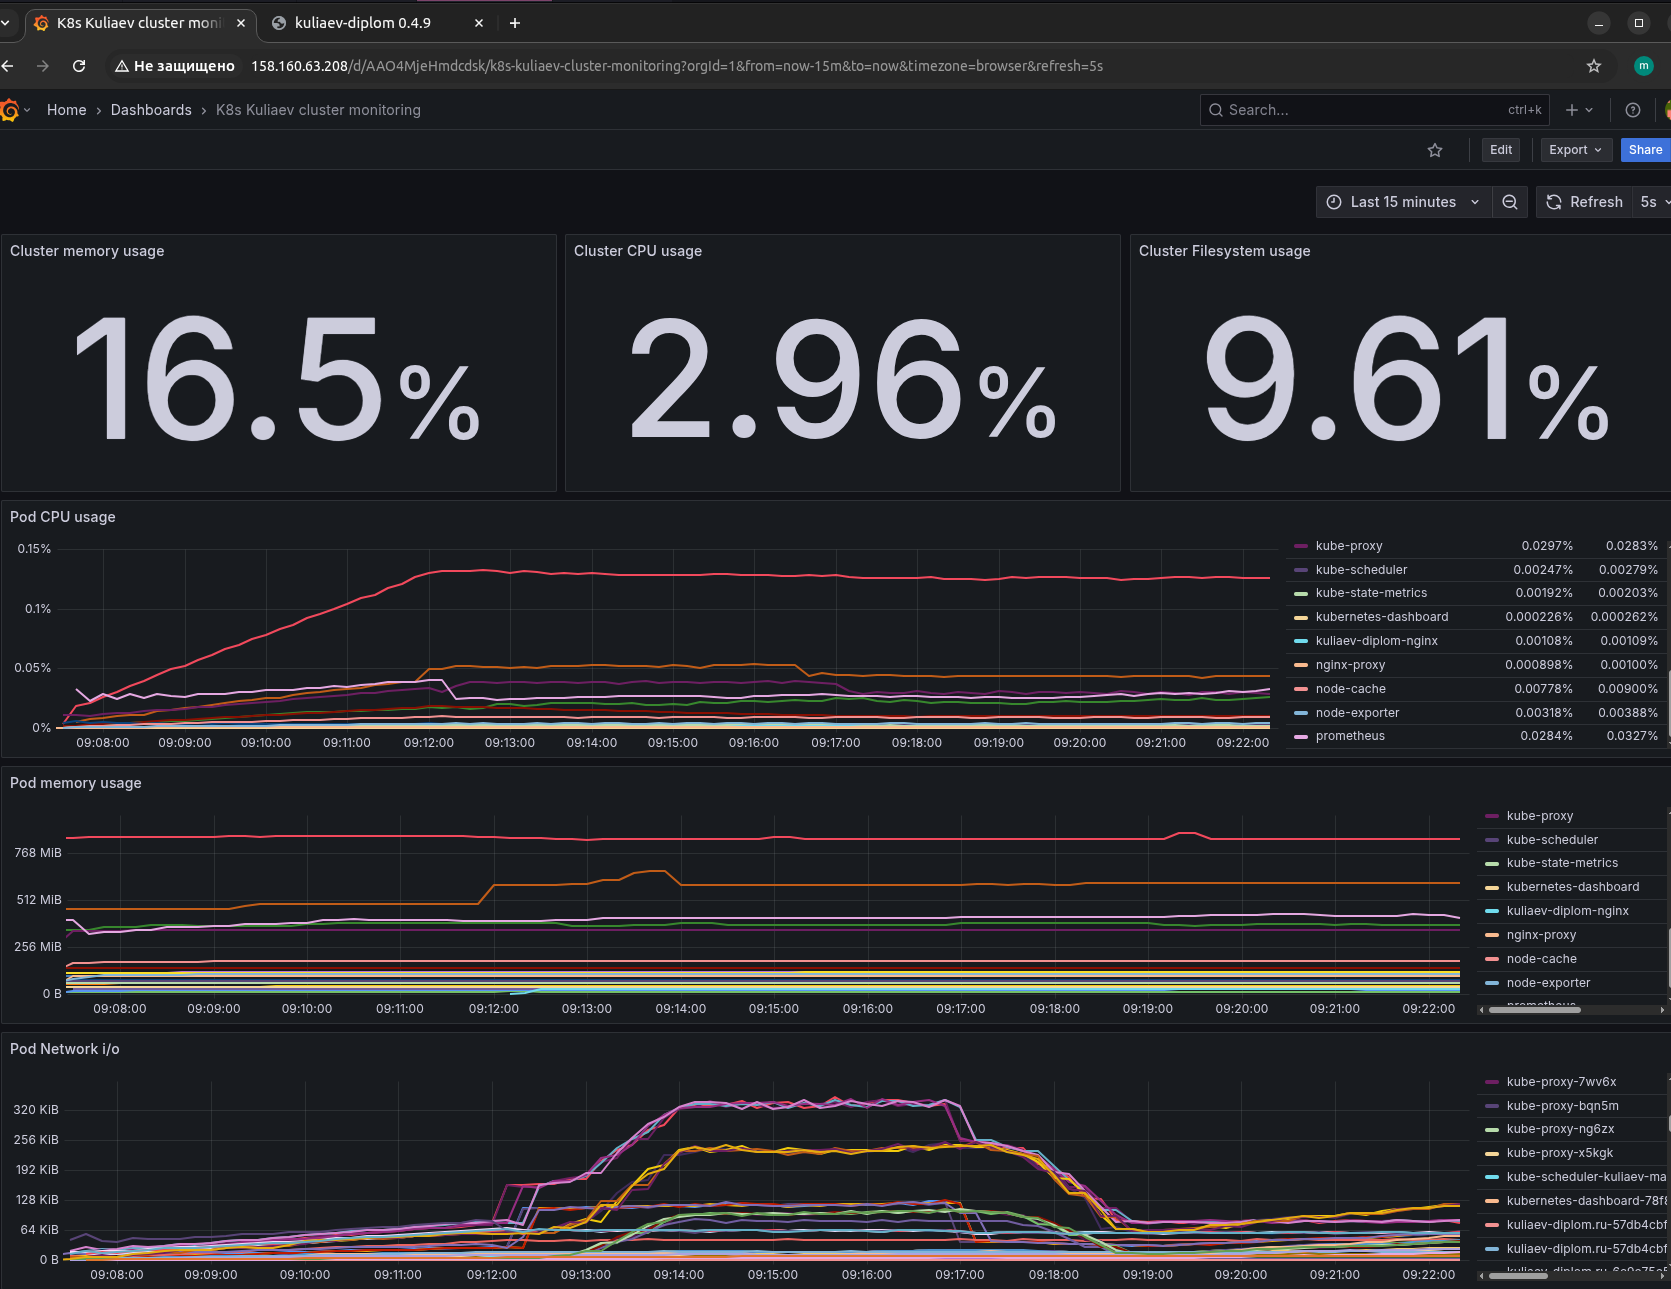 K8s Kuliaev cluster moni
kuliaev-diplom 0.4.9
Не защищено 158.160.63.208/d/AAO4MjeHmdcdsk/k8s-kuliaev-cluster-monitoring?orgId=1&from=now-15m&to=now&timezone=browser&refresh=5s
m
Home › Dashboards › K8s Kuliaev cluster monitoring
Search... ctrl+k
Edit Export Share
Last 15 minutes Refresh 5s
Cluster memory usage
16.5%
Cluster CPU usage
2.96%
Cluster Filesystem usage
9.61%
Pod CPU usage
0.15%
0.1%
0.05%
0%
09:08:00 09:09:00 09:10:00 09:11:00 09:12:00 09:13:00 09:14:00 09:15:00 09:16:00 09:17:00 09:18:00 09:19:00 09:20:00 09:21:00 09:22:00
kube-proxy 0.0297% 0.0283%
kube-scheduler 0.00247% 0.00279%
kube-state-metrics 0.00192% 0.00203%
kubernetes-dashboard 0.000226% 0.000262%
kuliaev-diplom-nginx 0.00108% 0.00109%
nginx-proxy 0.000898% 0.00100%
node-cache 0.00778% 0.00900%
node-exporter 0.00318% 0.00388%
prometheus 0.0284% 0.0327%
Pod memory usage
768 MiB
512 MiB
256 MiB
0 B
09:08:00 09:09:00 09:10:00 09:11:00 09:12:00 09:13:00 09:14:00 09:15:00 09:16:00 09:17:00 09:18:00 09:19:00 09:20:00 09:21:00 09:22:00
kube-proxy
kube-scheduler
kube-state-metrics
kubernetes-dashboard
kuliaev-diplom-nginx
nginx-proxy
node-cache
node-exporter
prometheus
Pod Network i/o
320 KiB
256 KiB
192 KiB
128 KiB
64 KiB
0 B
09:08:00 09:09:00 09:10:00 09:11:00 09:12:00 09:13:00 09:14:00 09:15:00 09:16:00 09:17:00 09:18:00 09:19:00 09:20:00 09:21:00 09:22:00
kube-proxy-7wv6x
kube-proxy-bqn5m
kube-proxy-ng6zx
kube-proxy-x5kgk
kube-scheduler-kuliaev-ma
kubernetes-dashboard-78f8
kuliaev-diplom.ru-57db4cbf
kuliaev-diplom.ru-57db4cbf